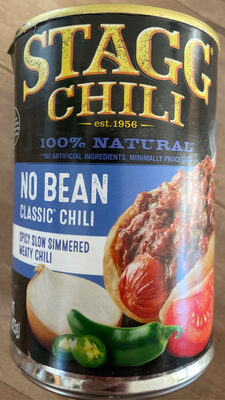 STAGG®
CHILI
est.1956
100% NATURAL*
*NO ARTIFICIAL INGREDIENTS, MINIMALLY
NO BEAN
CLASSIC® CHILI
SPICY SLOW SIMMERED
MEATY CHILI